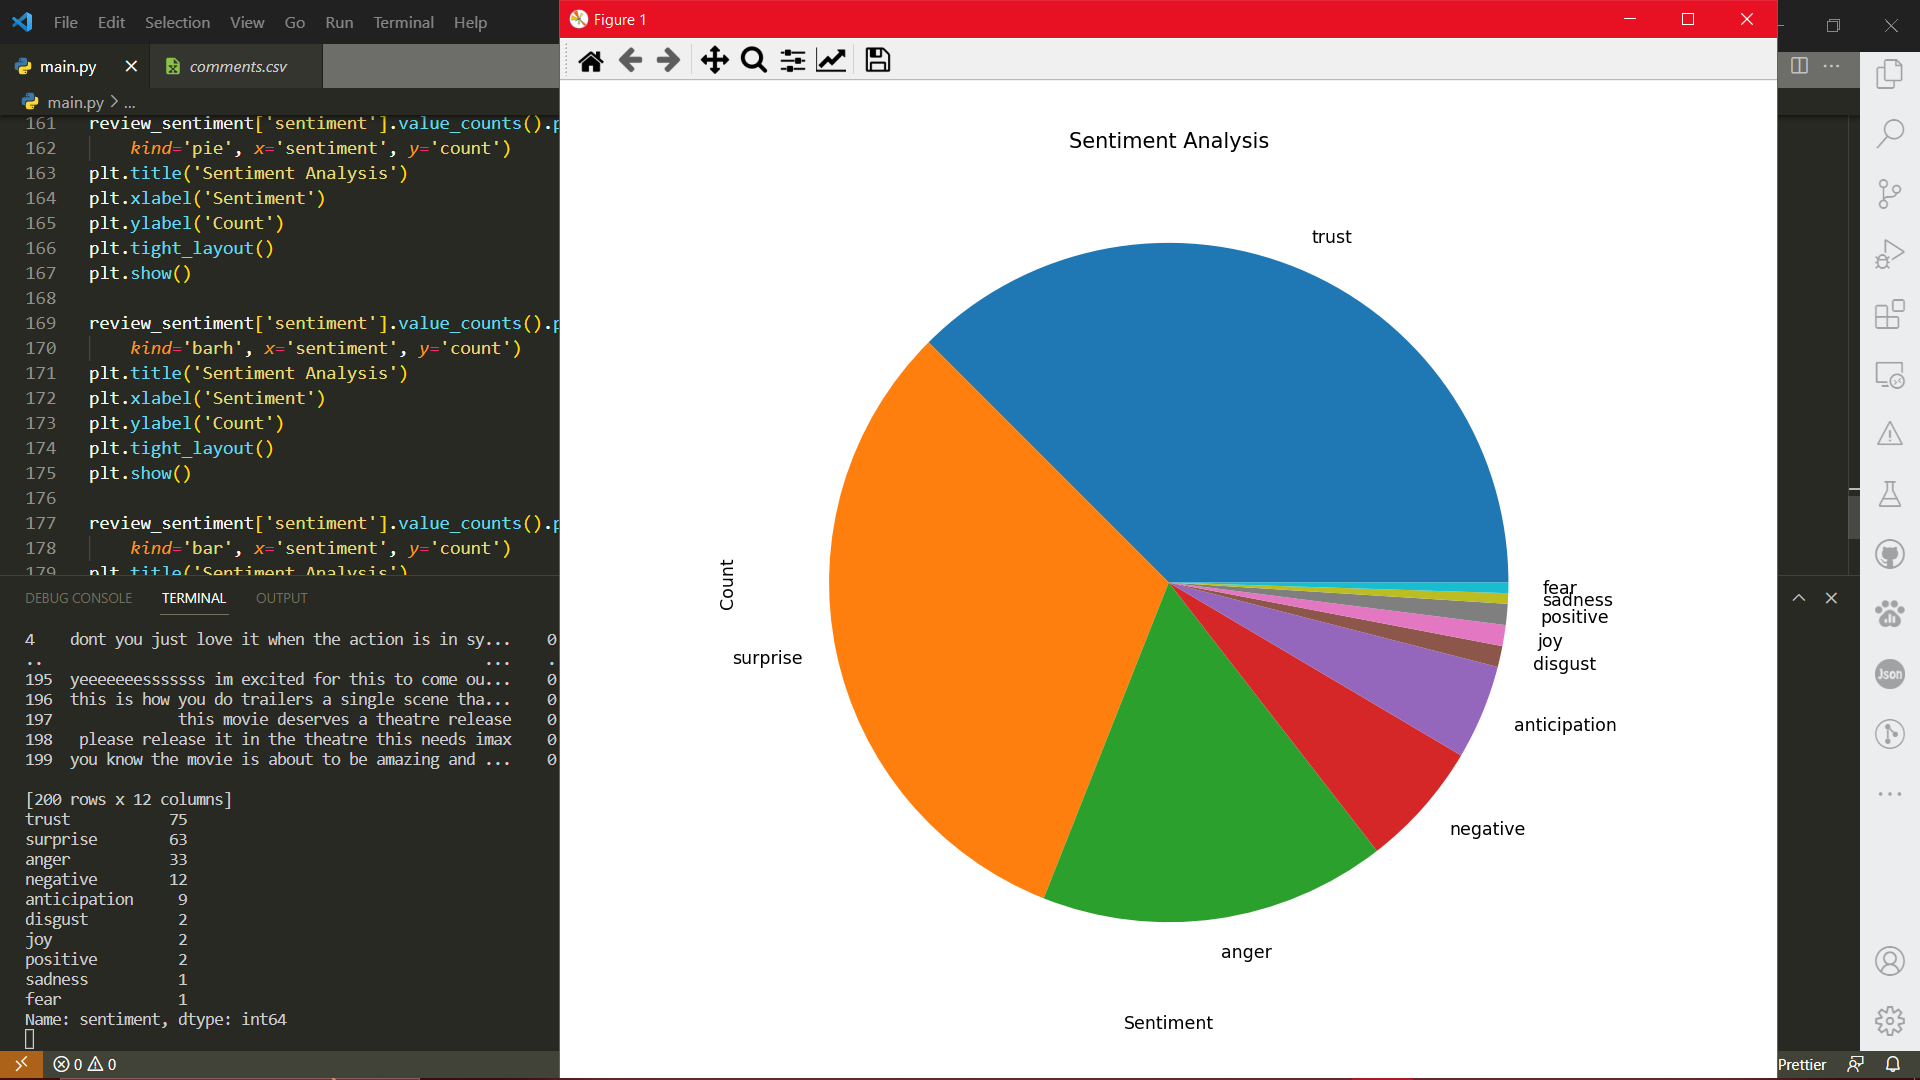 File Edit Selection View Go Run Terminal Help
main.py
comments.csv
main.py > ...
161 review_sentiment['sentiment'].value_counts().p
162 kind='pie', x='sentiment', y='count')
163 plt.title('Sentiment Analysis')
164 plt.xlabel('Sentiment')
165 plt.ylabel('Count')
166 plt.tight_layout()
167 plt.show()
168
169 review_sentiment['sentiment'].value_counts().p
170 kind='barh', x='sentiment', y='count')
171 plt.title('Sentiment Analysis')
172 plt.xlabel('Sentiment')
173 plt.ylabel('Count')
174 plt.tight_layout()
175 plt.show()
176
177 review_sentiment['sentiment'].value_counts().p
178 kind='bar', x='sentiment', y='count')
179 plt.title('Sentiment Analysis')
DEBUG CONSOLE TERMINAL OUTPUT
4 dont you just love it when the action is in sy... 0
.. ... .
195 yeeeeeeesssssss im excited for this to come ou... 0
196 this is how you do trailers a single scene tha... 0
197 this movie deserves a theatre release 0
198 please release it in the theatre this needs imax 0
199 you know the movie is about to be amazing and ... 0
[200 rows x 12 columns]
trust 75
surprise 63
anger 33
negative 12
anticipation 9
disgust 2
joy 2
positive 2
sadness 1
fear 1
Name: sentiment, dtype: int64
0 0
Figure 1
Sentiment Analysis
trust
fear
sadness
positive
joy
disgust
Count
surprise
anticipation
negative
anger
Sentiment
Json
Prettier